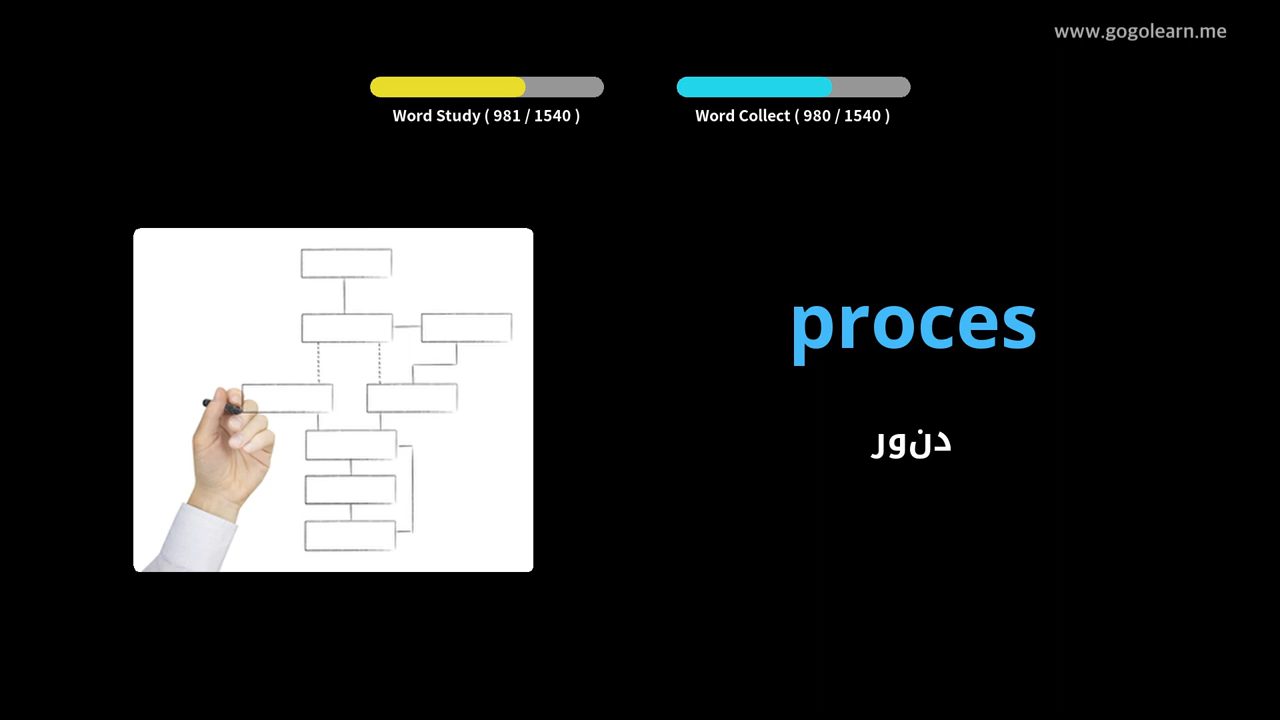 www.gogolearn.me
Word Study ( 981 / 1540 )
Word Collect ( 980 / 1540 )
proces
دنور